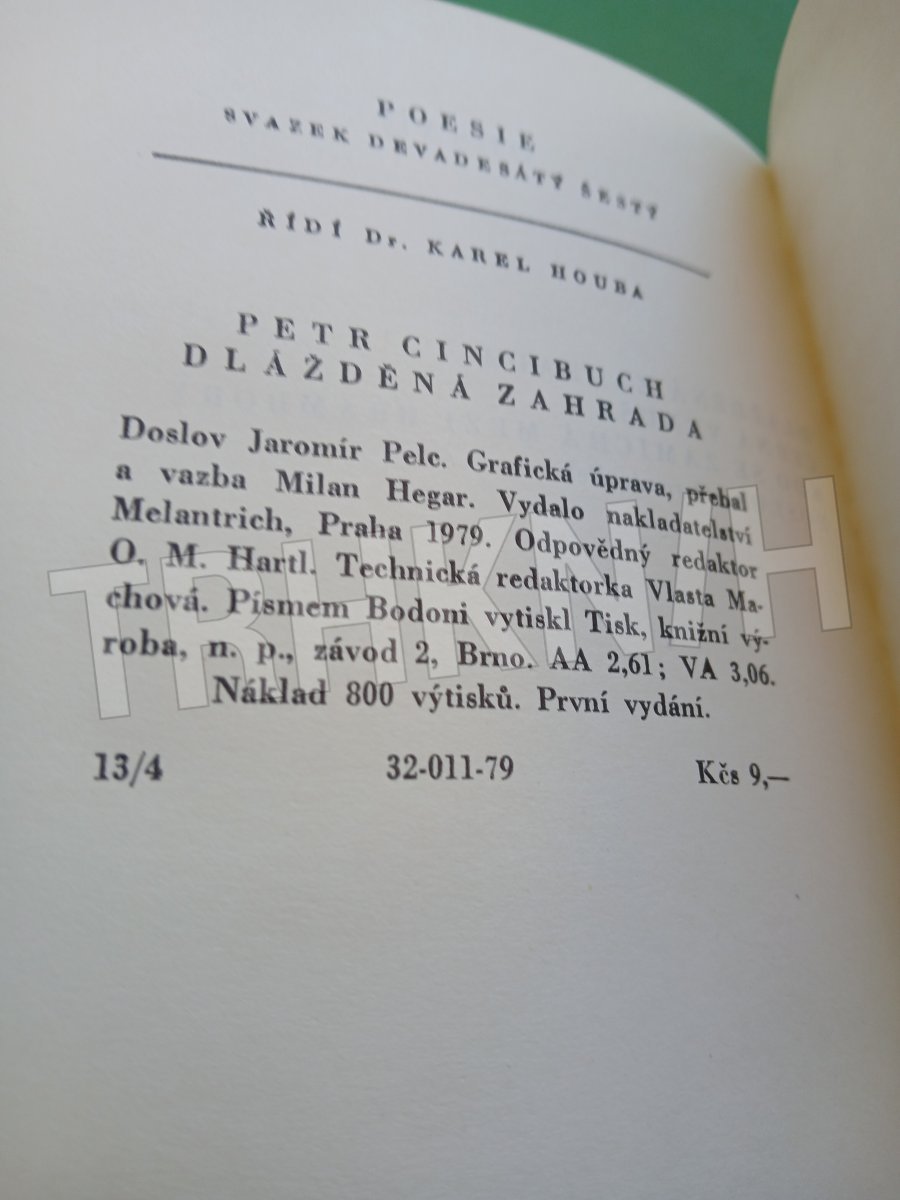 POESIE
SVAZEK DEVADESÁTÝ ŠESTÝ
ŘÍDÍ Dr. KAREL HOUBA
PETR CINCIBUCH
DLÁŽDĚNÁ ZAHRADA
Doslov Jaromír Pelc. Grafická úprava, přebal
a vazba Milan Hegar. Vydalo nakladatelství
Melantrich, Praha 1979. Odpovědný redaktor
O. M. Hartl. Technická redaktorka Vlasta Ma-
chová. Písmem Bodoni vytiskl Tisk, knižní vý-
roba, n. p., závod 2, Brno. AA 2,61; VA 3,06.
Náklad 800 výtisků. První vydání.
13/4 32-011-79 Kčs 9,—
TRHKNIH